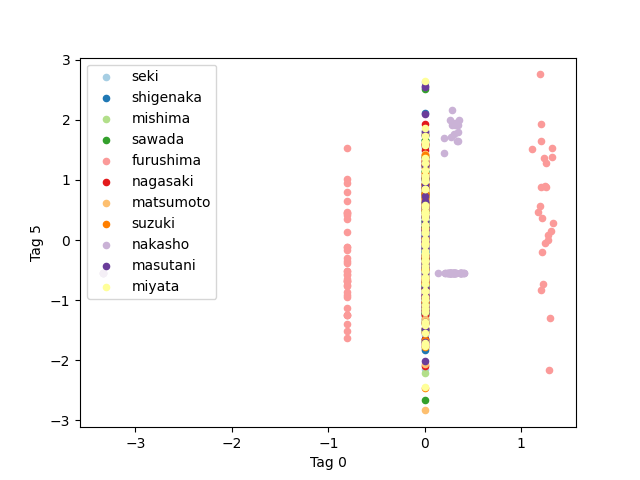 3
2
1
0
−1
−2
−3
Tag 5
seki
shigenaka
mishima
sawada
furushima
nagasaki
matsumoto
suzuki
nakasho
masutani
miyata
−3 −2 −1 0 1
Tag 0